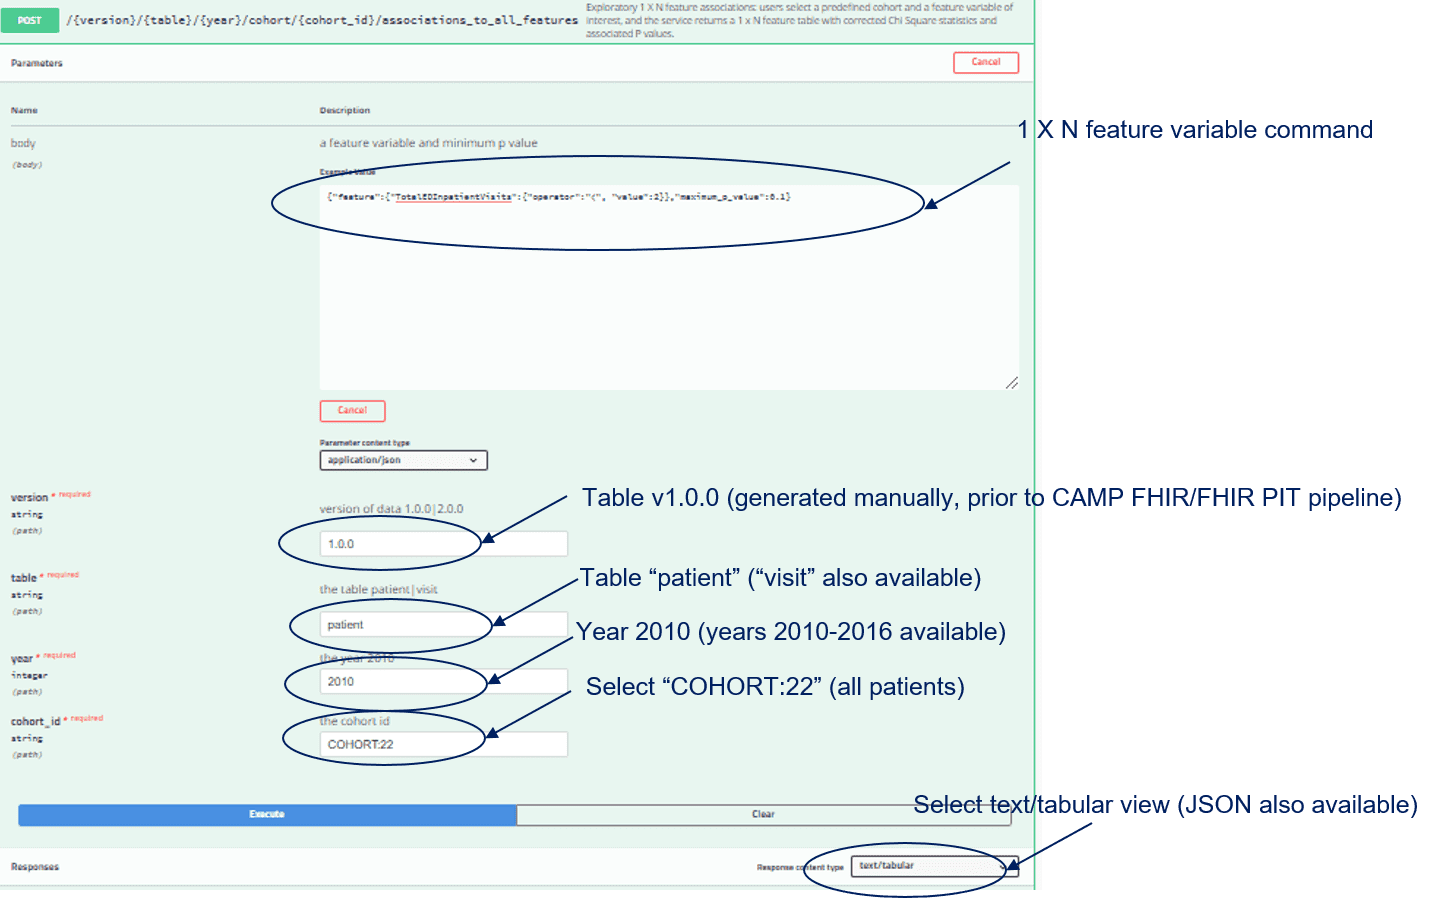 POST /{version}/{table}/{year}/cohort/{cohort_id}/associations_to_all_features
Exploratory 1 X N feature associations: users select a predefined cohort and a feature variable of
interest, and the service returns a 1 x N feature table with corrected Chi Square statistics and
associated P values.
Parameters
Cancel
Name
Description
body
(body)
a feature variable and minimum p value
Example Value
{"feature":{"TotalEDInpatientVisits":{"operator":"<", "value":2}},"maximum_p_value":0.1}
1 X N feature variable command
Cancel
Parameter content type
application/json
version * required
string
(path)
version of data 1.0.0|2.0.0
1.0.0
Table v1.0.0 (generated manually, prior to CAMP FHIR/FHIR PIT pipeline)
table * required
string
(path)
the table patient|visit
patient
Table “patient” (“visit” also available)
year * required
integer
(path)
the year 2010
2010
Year 2010 (years 2010-2016 available)
cohort_id * required
string
(path)
the cohort id
COHORT:22
Select “COHORT:22” (all patients)
Execute
Clear
Select text/tabular view (JSON also available)
Responses
Response content type
text/tabular